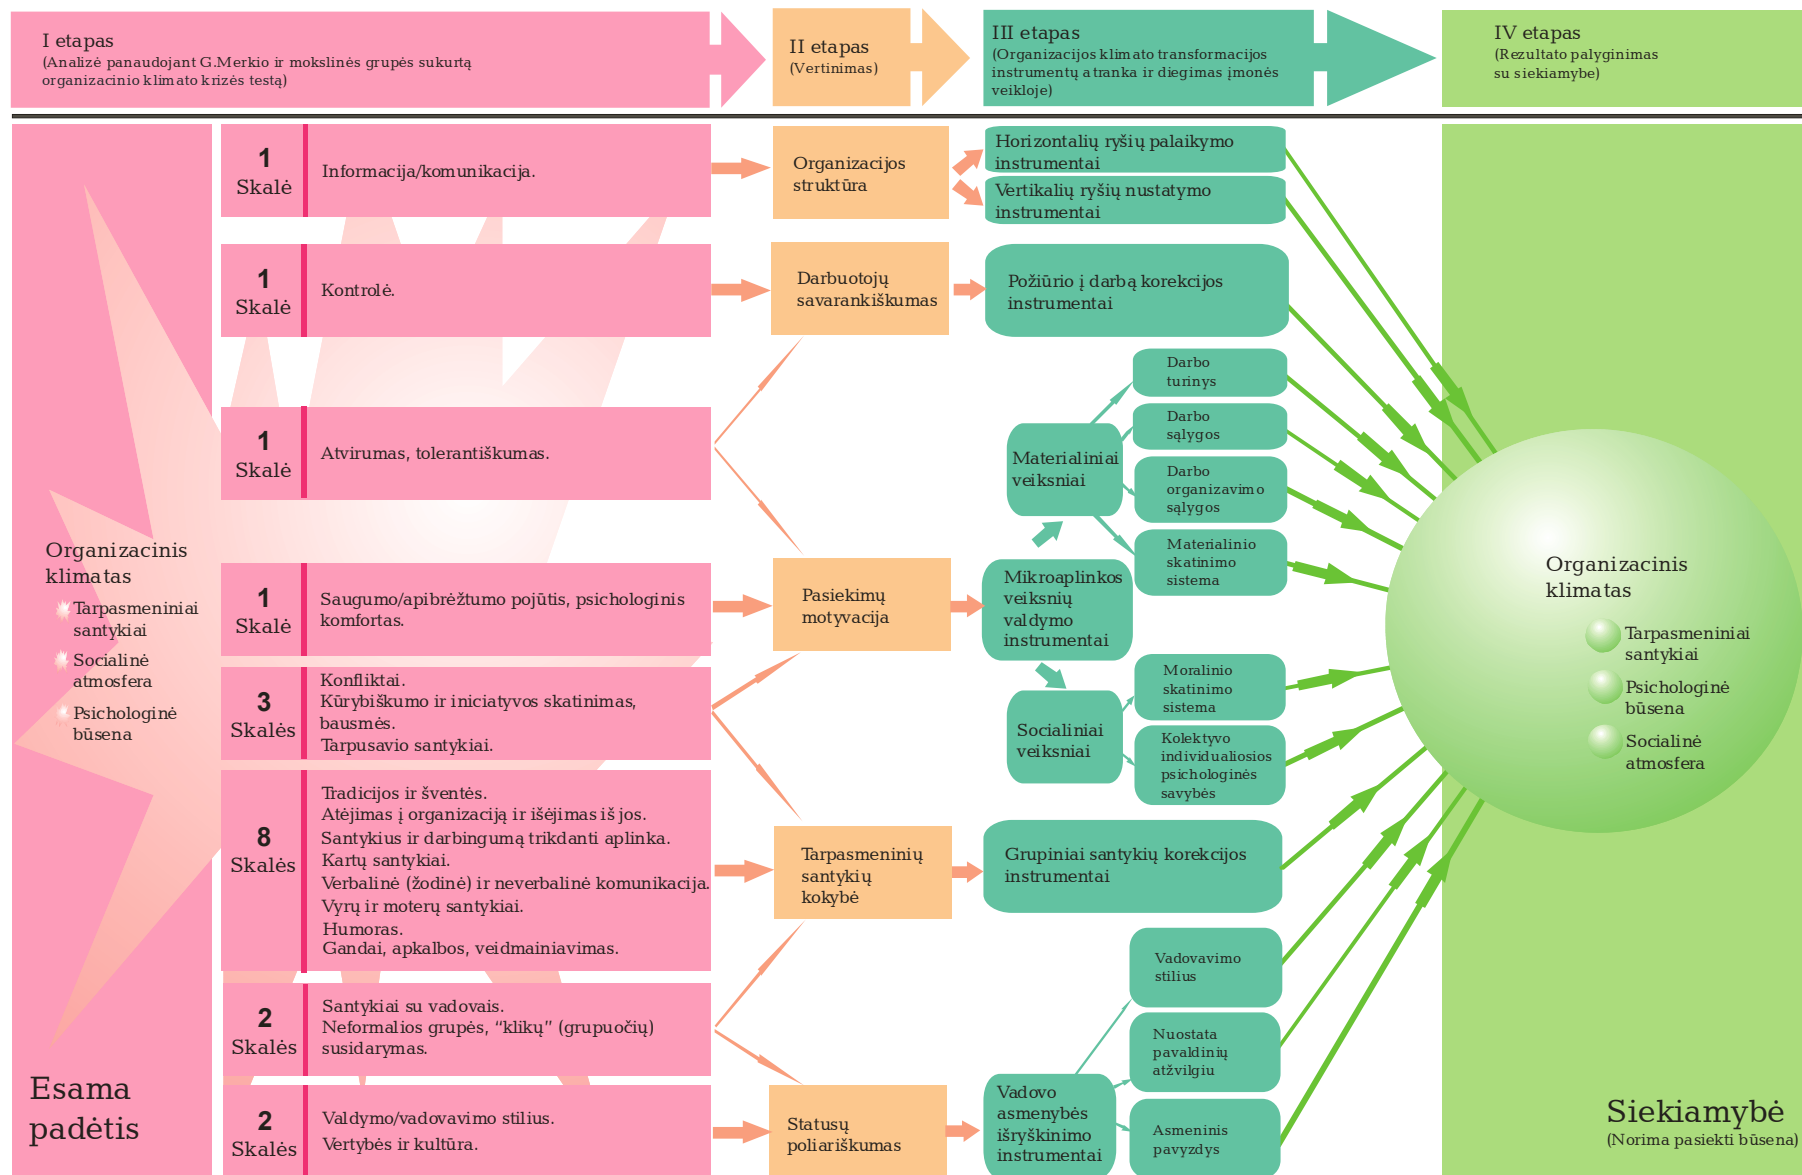 I etapas
(Analizė panaudojant G.Merkio ir mokslinės grupės sukurtą
organizacinio klimato krizės testą)
II etapas
(Vertinimas)
III etapas
(Organizacijos klimato transformacijos
instrumentų atranka ir diegimas įmonės
veikloje)
IV etapas
(Rezultato palyginimas
su siekiamybe)
Organizacinis
klimatas
Tarpasmeniniai
santykiai
Socialinė
atmosfera
Psichologinė
būsena
Esama
padėtis
1
Skalė
Informacija/komunikacija.
1
Skalė
Kontrolė.
1
Skalė
Atvirumas, tolerantiškumas.
1
Skalė
Saugumo/apibrėžtumo pojūtis, psichologinis
komfortas.
3
Skalės
Konfliktai.
Kūrybiškumo ir iniciatyvos skatinimas,
bausmės.
Tarpusavio santykiai.
8
Skalės
Tradicijos ir šventės.
Atėjimas į organizaciją ir išėjimas iš jos.
Santykius ir darbingumą trikdanti aplinka.
Kartų santykiai.
Verbalinė (žodinė) ir neverbalinė komunikacija.
Vyrų ir moterų santykiai.
Humoras.
Gandai, apkalbos, veidmainiavimas.
2
Skalės
Santykiai su vadovais.
Neformalios grupės, “klikų” (grupuočių)
susidarymas.
2
Skalės
Valdymo/vadovavimo stilius.
Vertybės ir kultūra.
Organizacijos
struktūra
Darbuotojų
savarankiškumas
Pasiekimų
motyvacija
Tarpasmeninių
santykių
kokybė
Statusų
poliariškumas
Horizontalių ryšių palaikymo
instrumentai
Vertikalių ryšių nustatymo
instrumentai
Požiūrio į darbą korekcijos
instrumentai
Materialiniai
veiksniai
Darbo
turinys
Darbo
sąlygos
Darbo
organizavimo
sąlygos
Materialinio
skatinimo
sistema
Mikroaplinkos
veiksnių
valdymo
instrumentai
Socialiniai
veiksniai
Moralinio
skatinimo
sistema
Kolektyvo
individualiosios
psichologinės
savybės
Grupiniai santykių korekcijos
instrumentai
Vadovo
asmenybės
išryškinimo
instrumentai
Vadovavimo
stilius
Nuostata
pavaldinių
atžvilgiu
Asmeninis
pavyzdys
Organizacinis
klimatas
Tarpasmeniniai
santykiai
Psichologinė
būsena
Socialinė
atmosfera
Siekiamybė
(Norima pasiekti būsena)